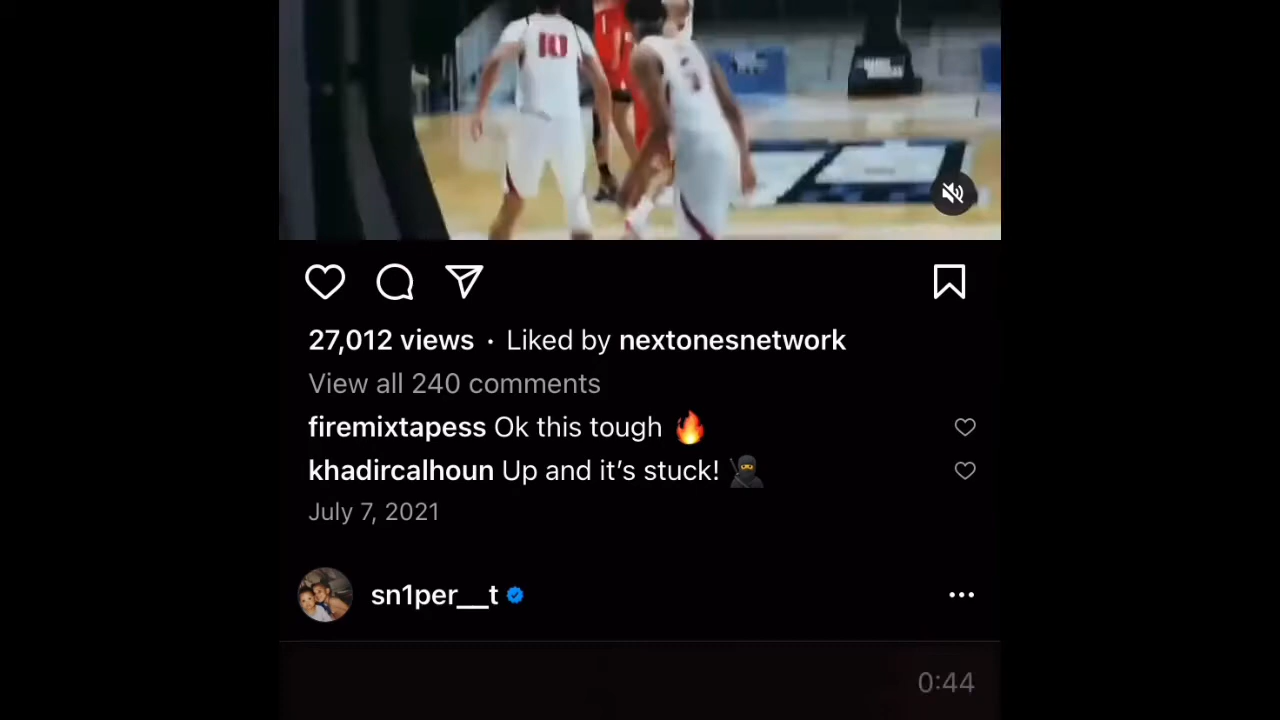 10
27,012 views · Liked by nextonesnetwork
View all 240 comments
firemixtapess Ok this tough 🔥
khadircalhoun Up and it’s stuck! 🥷
July 7, 2021
sn1per__t
0:44